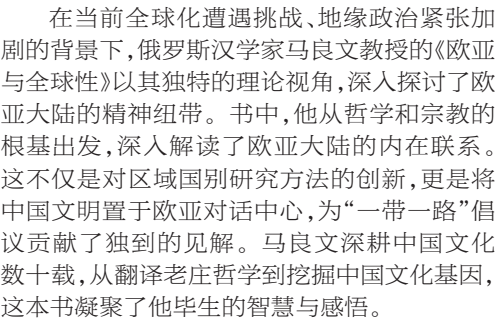 在当前全球化遭遇挑战、地缘政治紧张加
剧的背景下,俄罗斯汉学家马良文教授的《欧亚
与全球性》以其独特的理论视角,深入探讨了欧
亚大陆的精神纽带。书中,他从哲学和宗教的
根基出发,深入解读了欧亚大陆的内在联系。
这不仅是对区域国别研究方法的创新,更是将
中国文明置于欧亚对话中心,为“一带一路”倡
议贡献了独到的见解。马良文深耕中国文化
数十载,从翻译老庄哲学到挖掘中国文化基因,
这本书凝聚了他毕生的智慧与感悟。